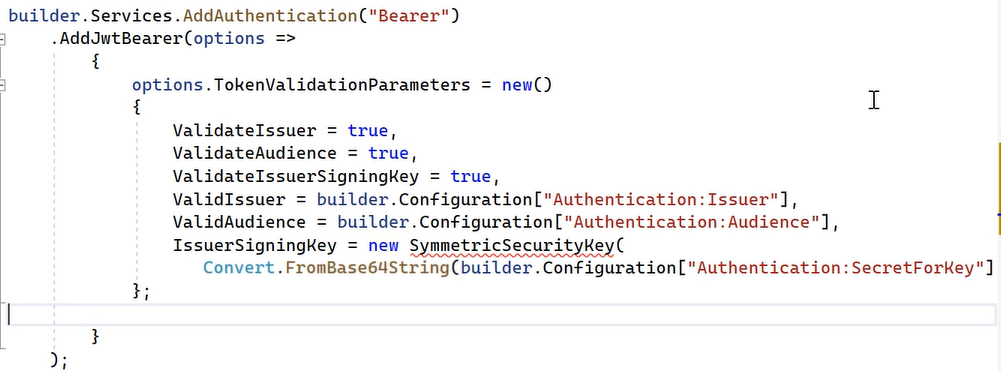 builder.Services.AddAuthentication("Bearer")
    .AddJwtBearer(options =>
        {
            options.TokenValidationParameters = new()
            {
                ValidateIssuer = true,
                ValidateAudience = true,
                ValidateIssuerSigningKey = true,
                ValidIssuer = builder.Configuration["Authentication:Issuer"],
                ValidAudience = builder.Configuration["Authentication:Audience"],
                IssuerSigningKey = new SymmetricSecurityKey(
                   Convert.FromBase64String(builder.Configuration["Authentication:SecretForKey"]
            };
        }
    );